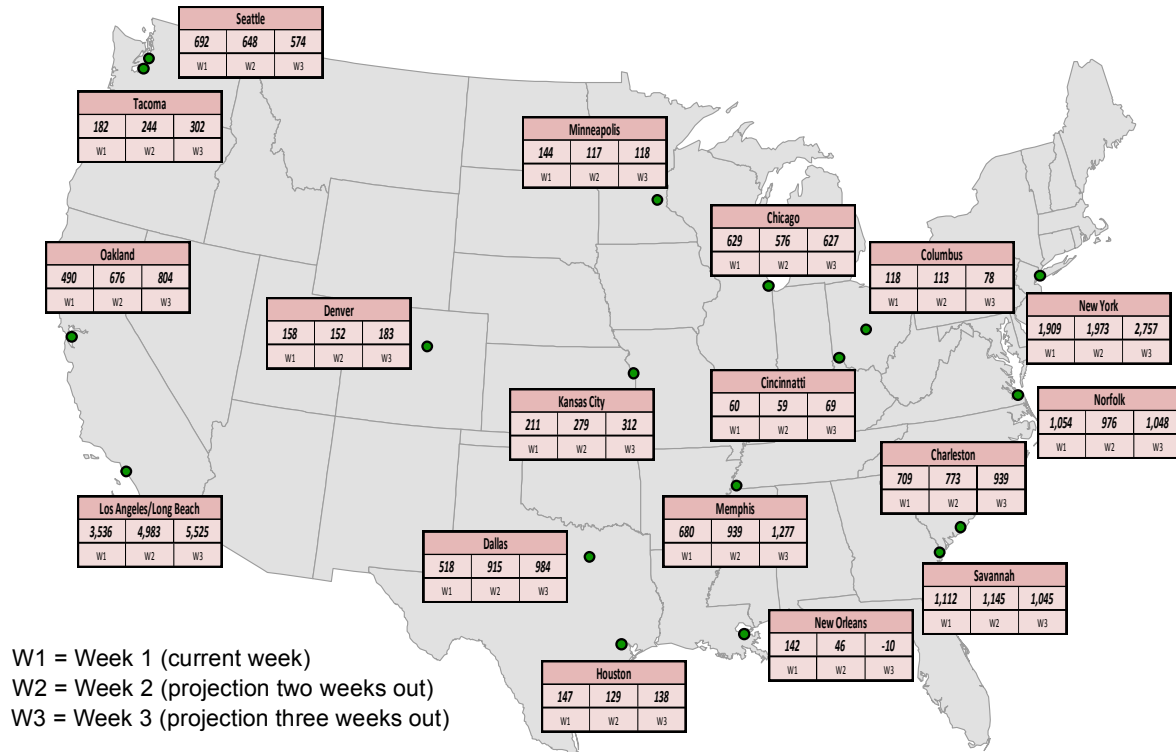 Seattle
692 648 574
W1 W2 W3
Tacoma
182 244 302
W1 W2 W3
Minneapolis
144 117 118
W1 W2 W3
Chicago
629 576 627
W1 W2 W3
Columbus
118 113 78
W1 W2 W3
Oakland
490 676 804
W1 W2 W3
New York
1,909 1,973 2,757
W1 W2 W3
Denver
158 152 183
W1 W2 W3
Cincinnatti
60 59 69
W1 W2 W3
Kansas City
211 279 312
W1 W2 W3
Norfolk
1,054 976 1,048
W1 W2 W3
Charleston
709 773 939
W1 W2 W3
Los Angeles/Long Beach
3,536 4,983 5,525
W1 W2 W3
Memphis
680 939 1,277
W1 W2 W3
Dallas
518 915 984
W1 W2 W3
Savannah
1,112 1,145 1,045
W1 W2 W3
New Orleans
142 46 -10
W1 W2 W3
Houston
147 129 138
W1 W2 W3
W1 = Week 1 (current week)
W2 = Week 2 (projection two weeks out)
W3 = Week 3 (projection three weeks out)